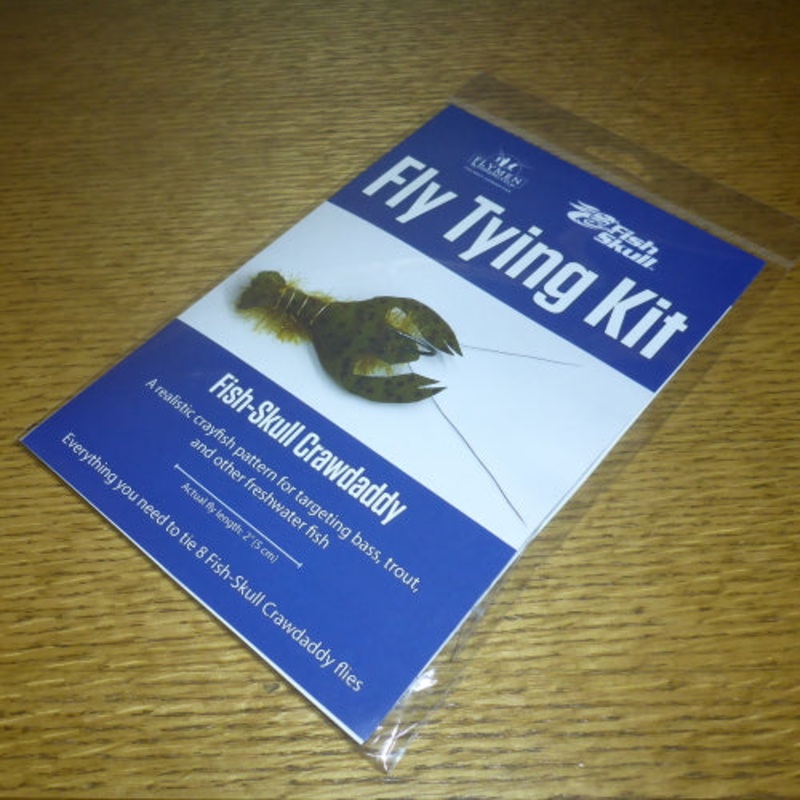 FLYMEN
Fish
Skull
Fly Tying Kit
Fish-Skull Crawdaddy
A realistic crayfish pattern for targeting bass, trout,
and other freshwater fish
Actual fly length: 2" (5 cm)
Everything you need to tie 8 Fish-Skull Crawdaddy flies